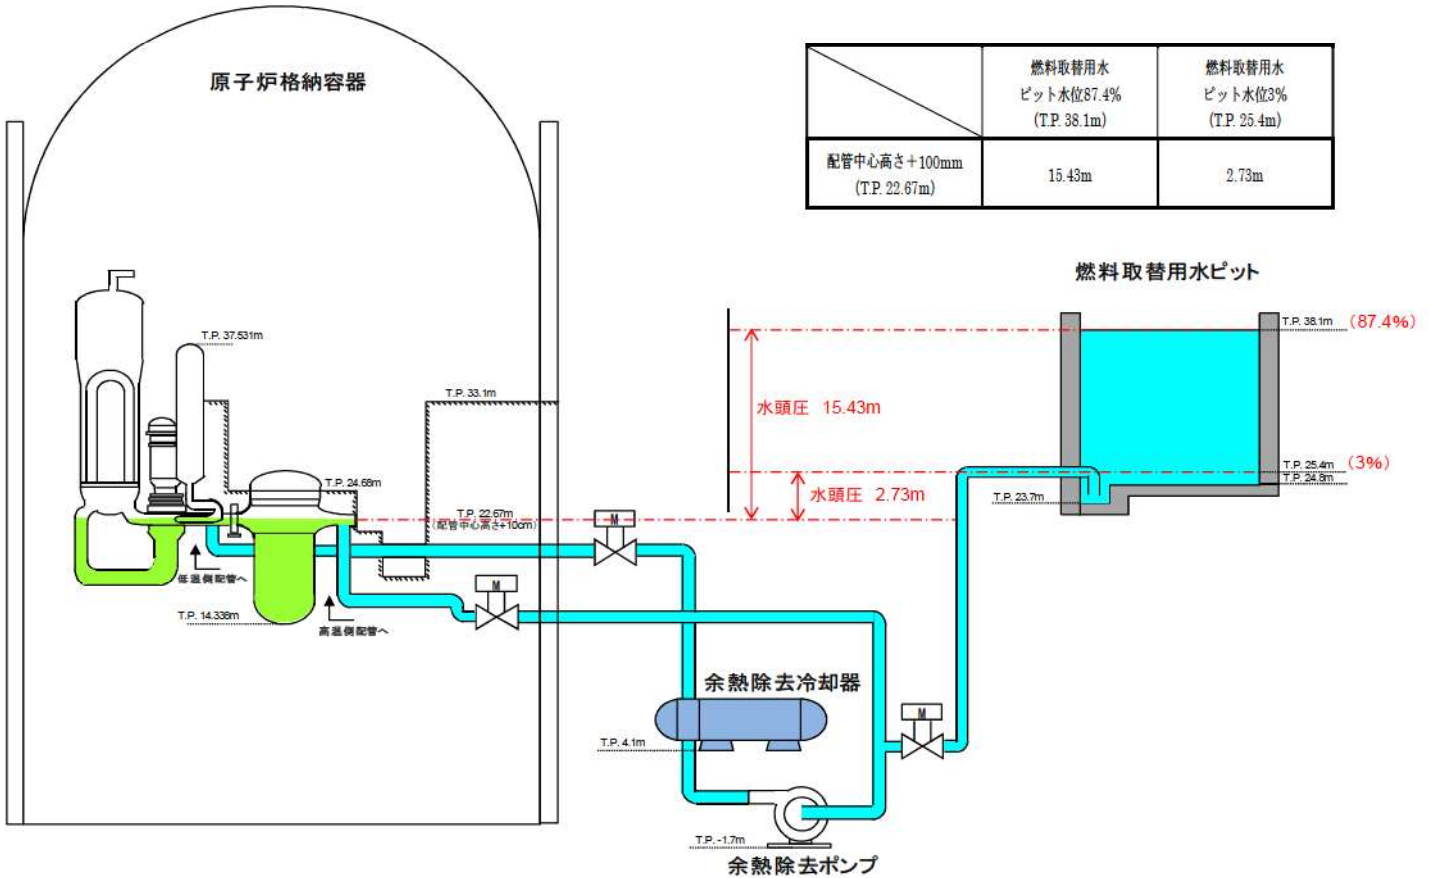 原子炉格納容器
燃料取替用水
ピット水位87.4%
(T.P. 38.1m)
燃料取替用水
ピット水位3%
(T.P. 25.4m)
配管中心高さ+100mm
(T.P. 22.67m)
15.43m
2.73m
燃料取替用水ピット
T.P. 38.1m
(87.4%)
T.P. 37.531m
T.P. 33.1m
水頭圧 15.43m
T.P. 25.4m
(3%)
T.P. 24.8m
T.P. 24.68m
水頭圧 2.73m
T.P. 23.7m
T.P. 22.67m
(配管中心高さ+10cm)
M
低温側配管へ
M
T.P. 14.338m
高温側配管へ
余熱除去冷却器
M
T.P. 4.1m
T.P. -1.7m
余熱除去ポンプ